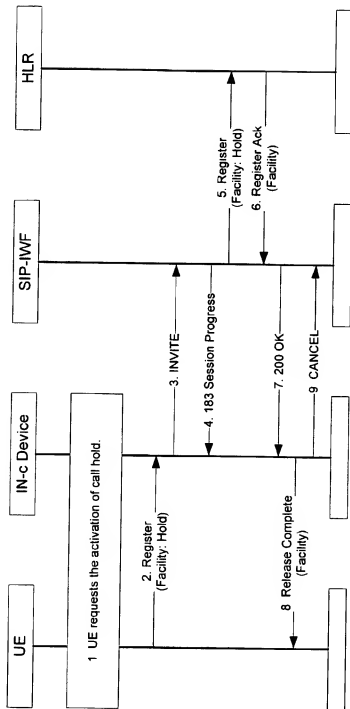 UE
IN-c Device
SIP-IWF
HLR
1 UE requests the activation of call hold.
2. Register
(Facility: Hold)
3. INVITE
4. 183 Session Progress
5. Register
(Facility: Hold)
6. Register Ack
(Facility)
7. 200 OK
8 Release Complete
(Facility)
9 CANCEL